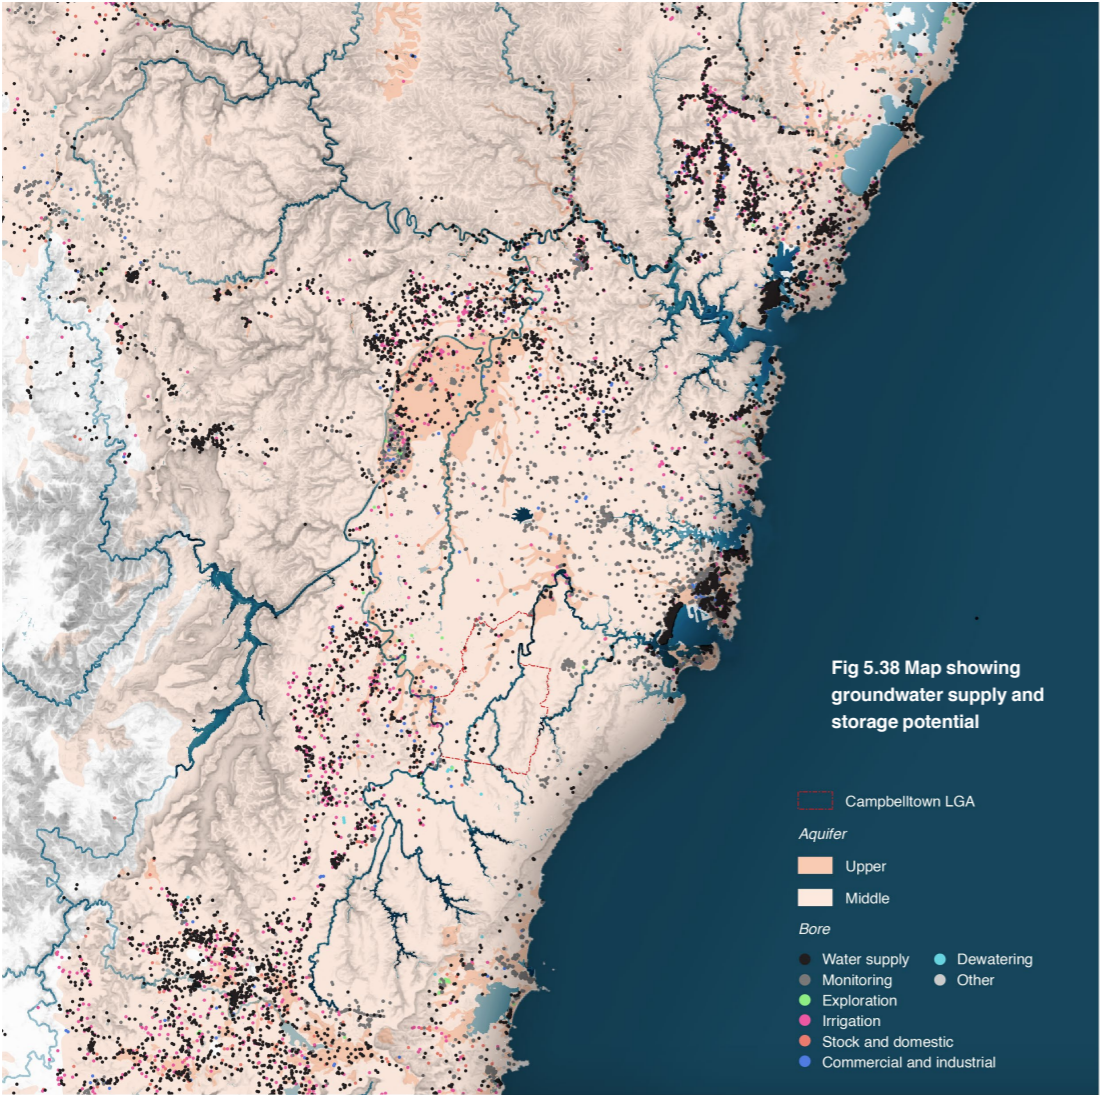 Fig 5.38 Map showing
groundwater supply and
storage potential
Campbelltown LGA
Aquifer
Upper
Middle
Bore
Water supply
Dewatering
Monitoring
Other
Exploration
Irrigation
Stock and domestic
Commercial and industrial